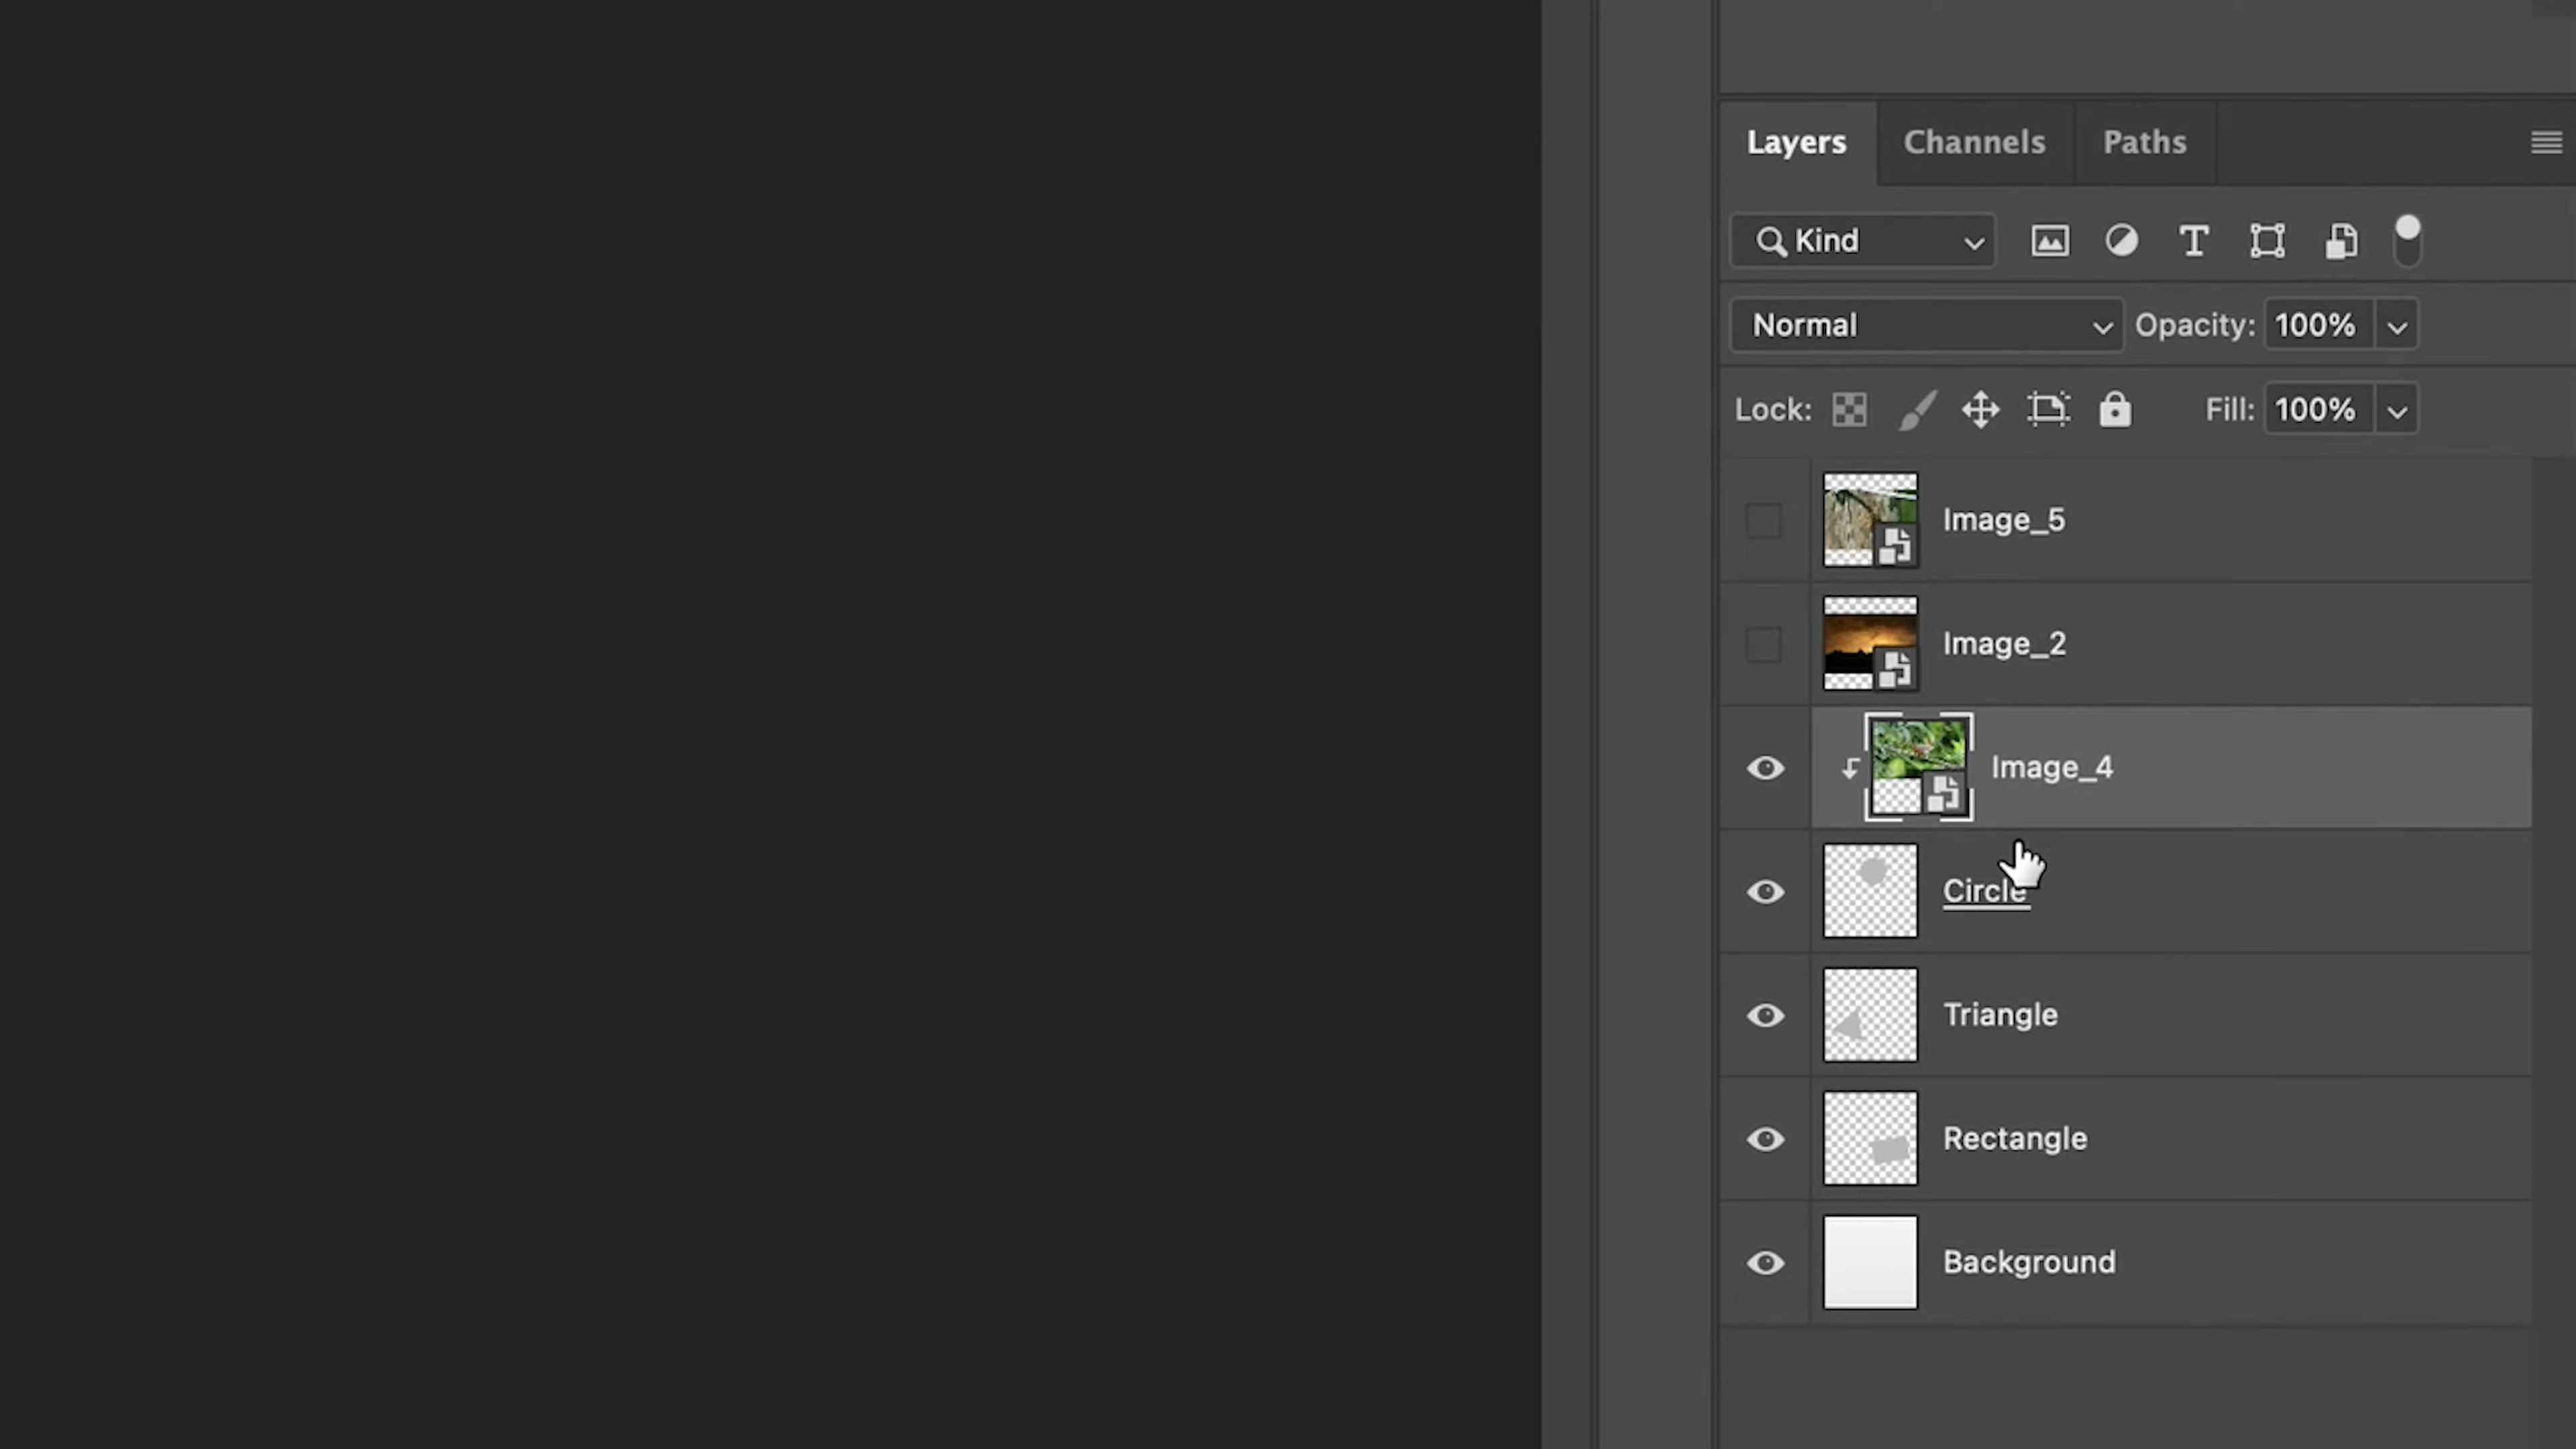 Layers Channels Paths
Kind
Normal Opacity: 100%
Lock: Fill: 100%
Image_5
Image_2
Image_4
Circle
Triangle
Rectangle
Background